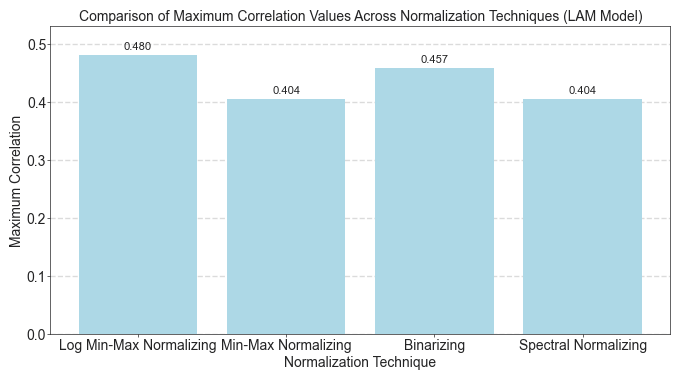 Comparison of Maximum Correlation Values Across Normalization Techniques (LAM Model)
0.5
0.4
0.3
0.2
0.1
0.0
Maximum Correlation
0.480
0.404
0.457
0.404
Log Min-Max Normalizing
Min-Max Normalizing
Binarizing
Spectral Normalizing
Normalization Technique